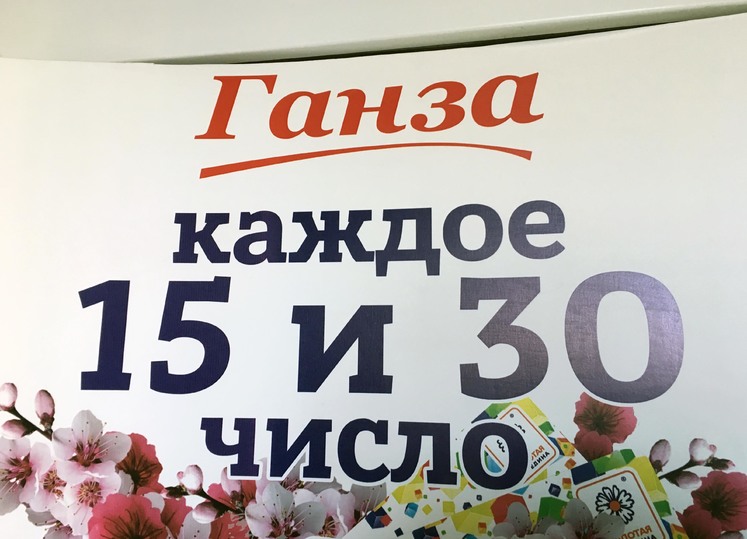 Ганза
каждое
15 и 30
число